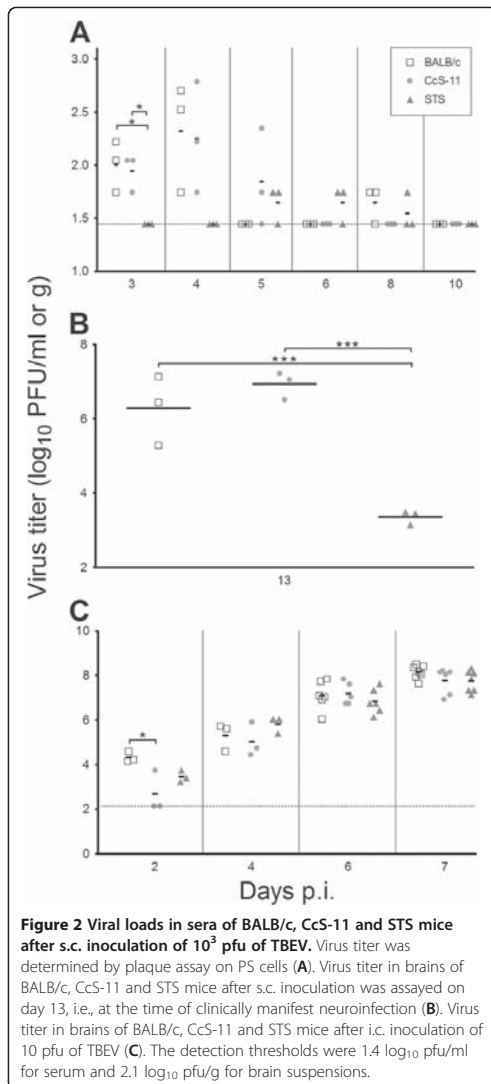 A
BALB/c
CcS-11
STS
3.0
2.5
2.0
1.5
1.0
* *
3 4 5 6 8 10
B
8
6
4
2
***
***
13
C
10
8
6
4
2
0
*
2 4 6 7
Virus titer (log10 PFU/ml or g)
Days p.i.
Figure 2 Viral loads in sera of BALB/c, CcS-11 and STS mice
after s.c. inoculation of 10³ pfu of TBEV. Virus titer was
determined by plaque assay on PS cells (A). Virus titer in brains of
BALB/c, CcS-11 and STS mice after s.c. inoculation was assayed on
day 13, i.e., at the time of clinically manifest neuroinfection (B). Virus
titer in brains of BALB/c, CcS-11 and STS mice after i.c. inoculation of
10 pfu of TBEV (C). The detection thresholds were 1.4 log10 pfu/ml
for serum and 2.1 log10 pfu/g for brain suspensions.